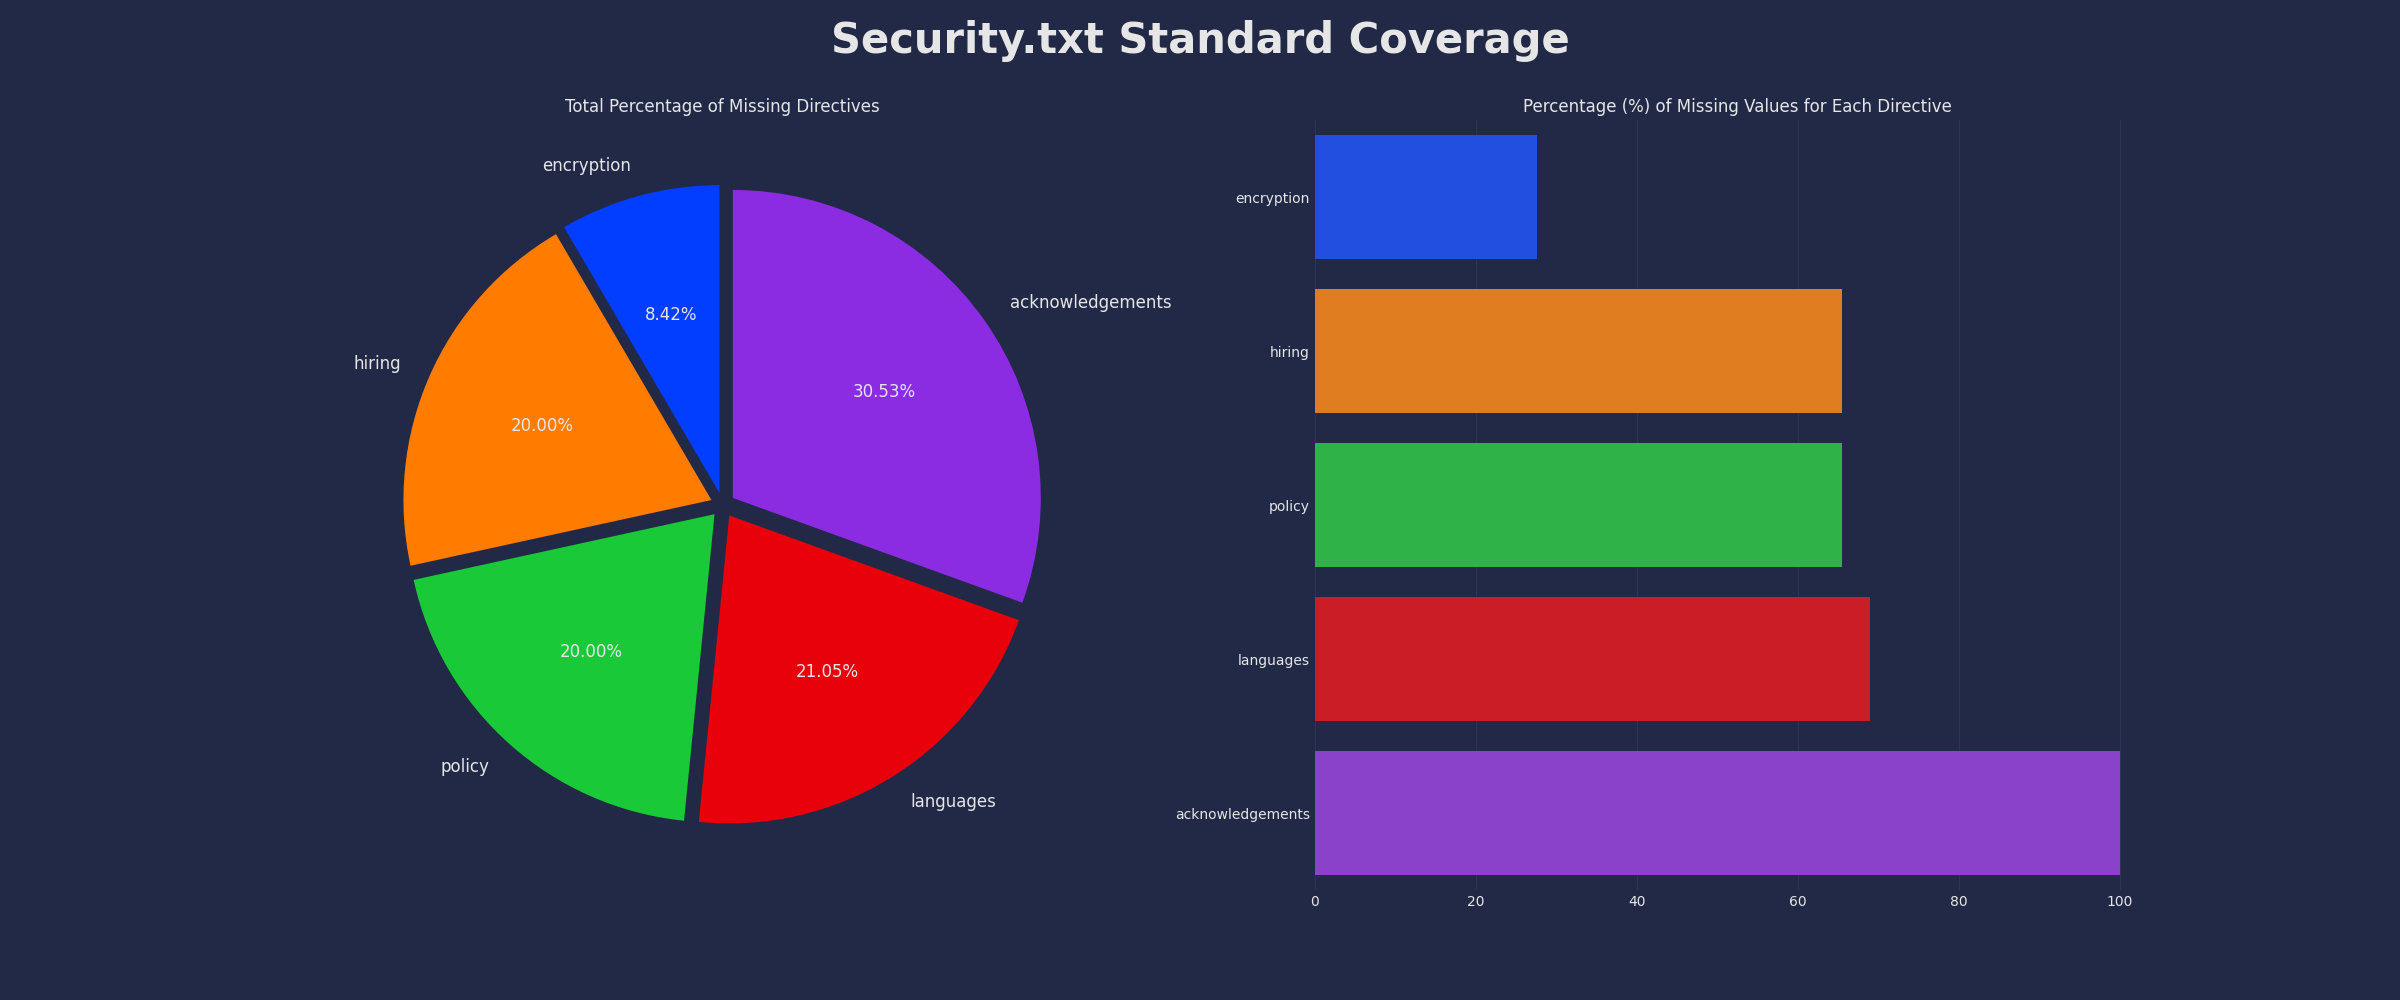 Security.txt Standard Coverage
Total Percentage of Missing Directives
encryption
8.42%
acknowledgements
30.53%
hiring
20.00%
policy
20.00%
languages
21.05%
Percentage (%) of Missing Values for Each Directive
encryption
hiring
policy
languages
acknowledgements
0 20 40 60 80 100